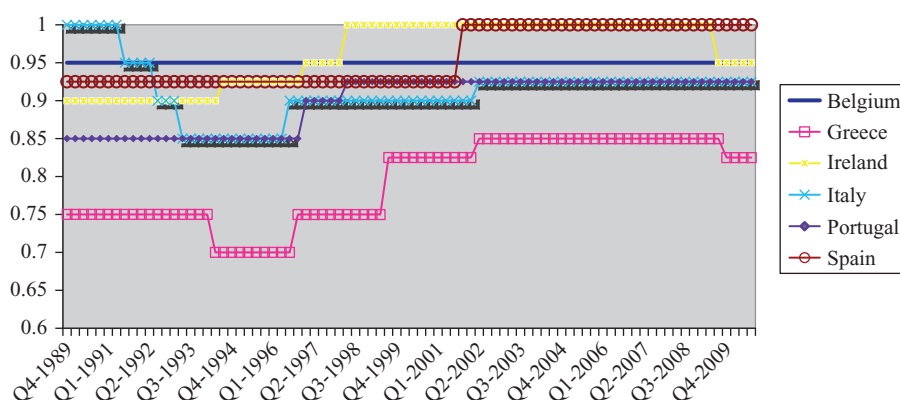 1
0.95
0.9
0.85
0.8
0.75
0.7
0.65
0.6
Q4-1989
Q1-1991
Q2-1992
Q3-1993
Q4-1994
Q1-1996
Q2-1997
Q3-1998
Q4-1999
Q1-2001
Q2-2002
Q3-2003
Q4-2004
Q1-2006
Q2-2007
Q3-2008
Q4-2009
Belgium
Greece
Ireland
Italy
Portugal
Spain